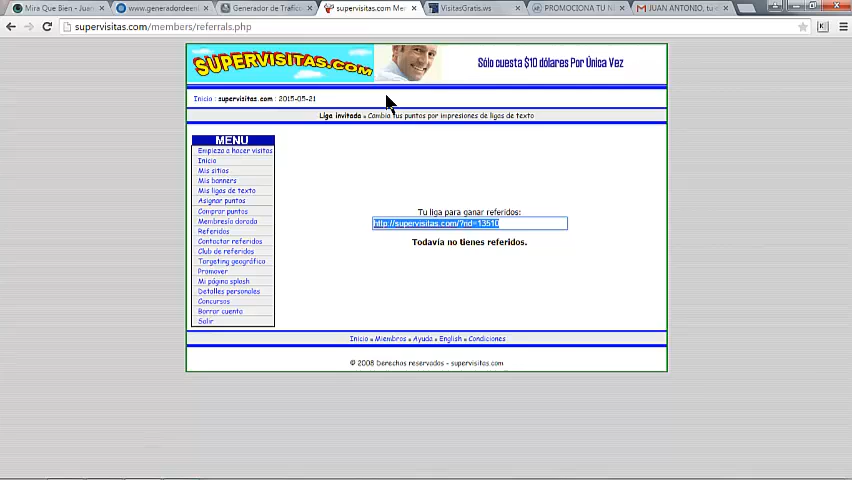 Mira Que Bien - Juan
www.generadordeen
Generador de Trafic
supervisitas.com Me
VisitasGratis.ws
PROMOCIONA TU N
JUAN ANTONIO, tu c
supervisitas.com/members/referrals.php
SUPERVISITAS.COM
Sólo cuesta $10 dólares Por Única Vez
Inicio : supervisitas.com : 2015-05-21
Liga invitada » Cambia tus puntos por impresiones de ligas de texto
MENU
Empieza a hacer visitas
Inicio
Mis sitios
Mis banners
Mis ligas de texto
Asignar puntos
Comprar puntos
Membresía dorada
Referidos
Contactar referidos
Club de referidos
Targeting geográfico
Promover
Mi página splash
Detalles personales
Concursos
Borrar cuenta
Salir
Tu liga para ganar referidos:
http://supervisitas.com/?rid=13510
Todavía no tienes referidos.
Inicio » Miembros » Ayuda » English » Condiciones
© 2008 Derechos reservados - supervisitas.com